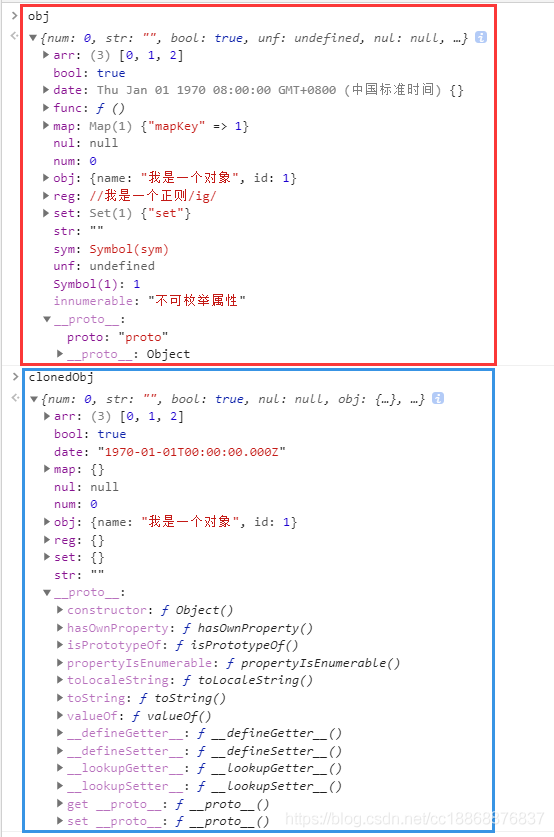 obj
{num: 0, str: "", bool: true, unf: undefined, nul: null, …} i
arr: (3) [0, 1, 2]
bool: true
date: Thu Jan 01 1970 08:00:00 GMT+0800 (中国标准时间) {}
func: ƒ ()
map: Map(1) {"mapKey" => 1}
nul: null
num: 0
obj: {name: "我是一个对象", id: 1}
reg: //我是一个正则/ig/
set: Set(1) {"set"}
str: ""
sym: Symbol(sym)
unf: undefined
Symbol(1): 1
innumerable: "不可枚举属性"
__proto__:
proto: "proto"
__proto__: Object
clonedObj
{num: 0, str: "", bool: true, nul: null, obj: {…}, …} i
arr: (3) [0, 1, 2]
bool: true
date: "1970-01-01T00:00:00.000Z"
map: {}
nul: null
num: 0
obj: {name: "我是一个对象", id: 1}
reg: {}
set: {}
str: ""
__proto__:
constructor: ƒ Object()
hasOwnProperty: ƒ hasOwnProperty()
isPrototypeOf: ƒ isPrototypeOf()
propertyIsEnumerable: ƒ propertyIsEnumerable()
toLocaleString: ƒ toLocaleString()
toString: ƒ toString()
valueOf: ƒ valueOf()
__defineGetter__: ƒ __defineGetter__()
__defineSetter__: ƒ __defineSetter__()
__lookupGetter__: ƒ __lookupGetter__()
__lookupSetter__: ƒ __lookupSetter__()
get __proto__: ƒ __proto__()
set __proto__: ƒ __proto__()
https://blog.csdn.net/cc18868876837